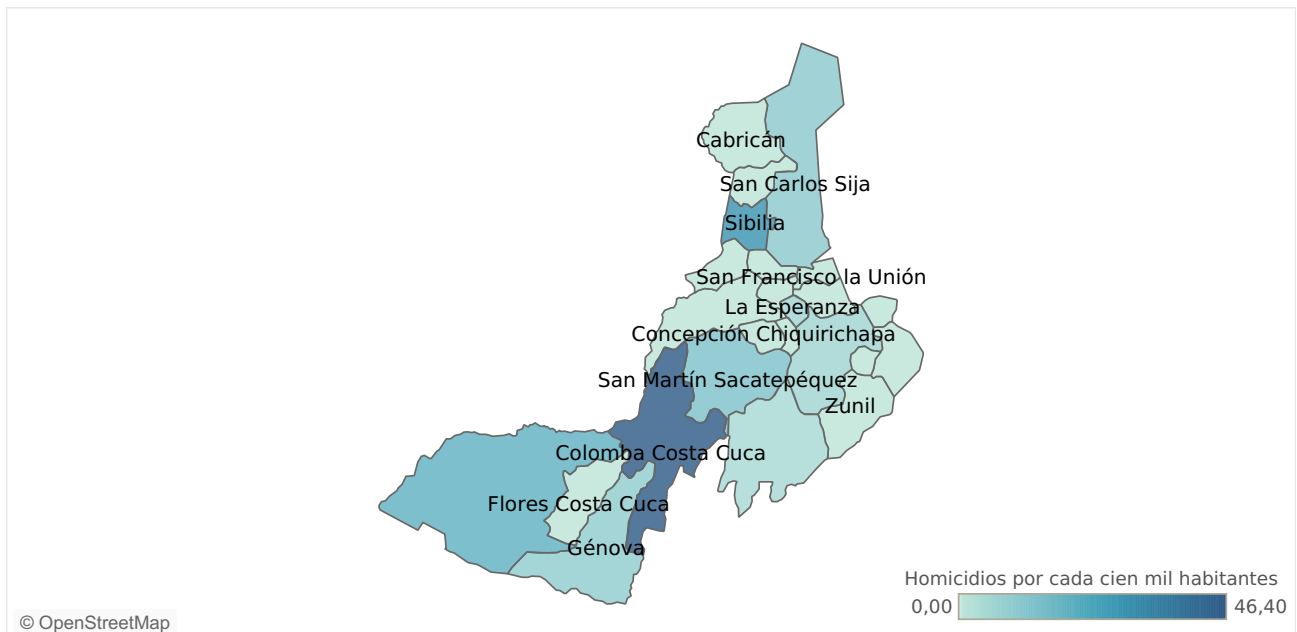 Cabricán
San Carlos Sija
Sibilia
San Francisco la Unión
La Esperanza
Concepción Chiquirichapa
San Martín Sacatepéquez
Zunil
Colomba Costa Cuca
Flores Costa Cuca
Génova
Homicidios por cada cien mil habitantes
0,00 46,40
© OpenStreetMap